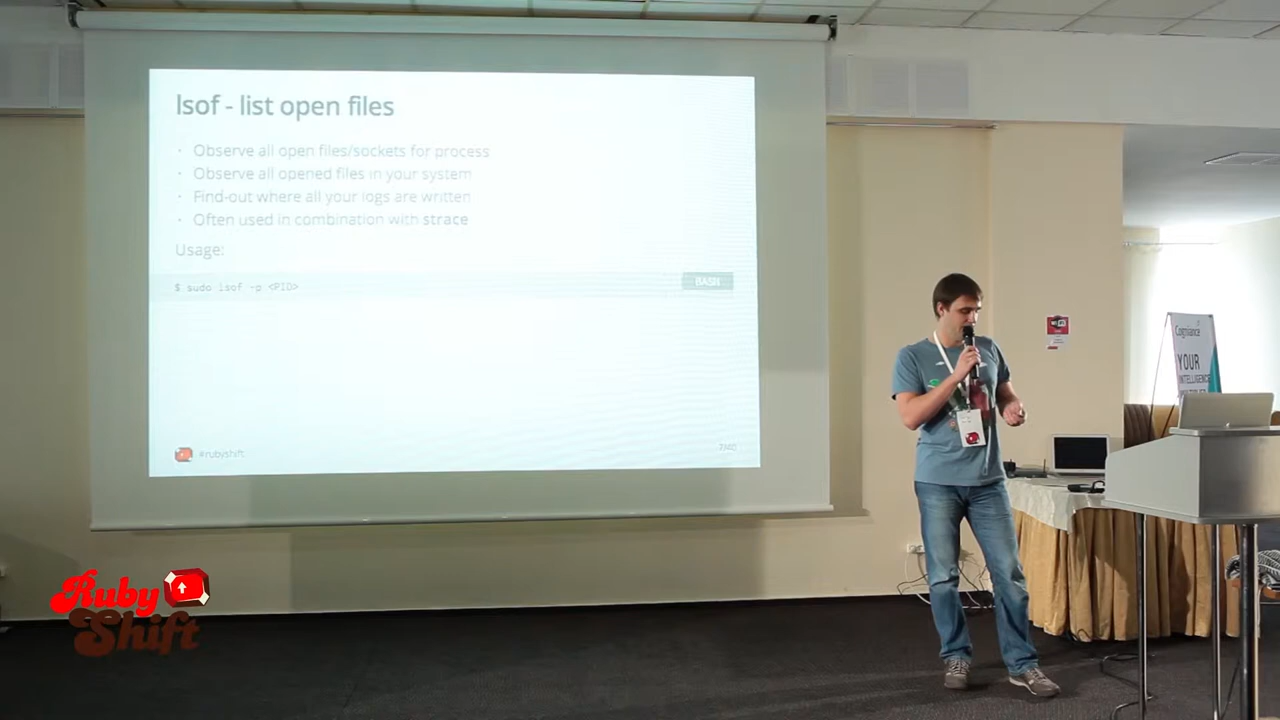 lsof - list open files
· Observe all open files/sockets for process
· Observe all opened files in your system
· Find-out where all your logs are written
· Often used in combination with strace
Usage:
$ sudo lsof -p <PID>
BASH
#rubyshift
Cognizance
YOUR
INTELLIGENCE
Ruby
Shift